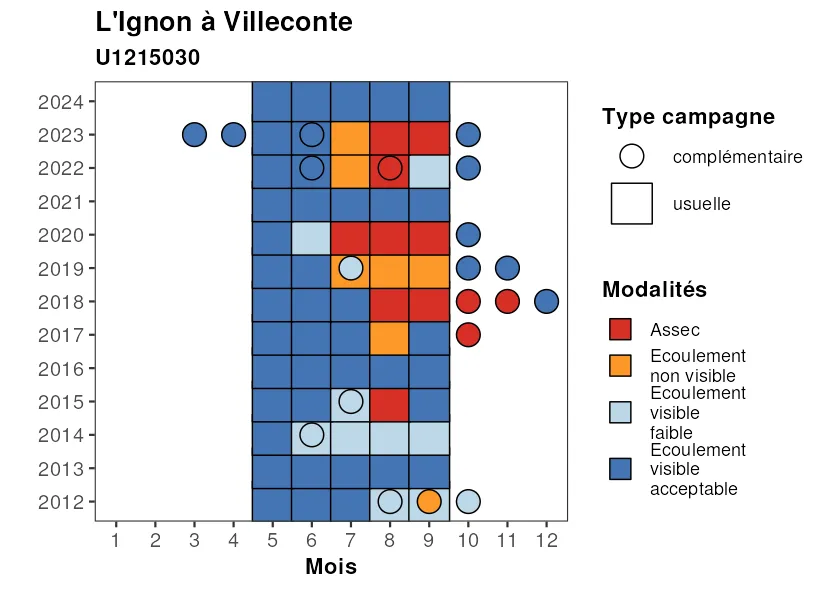 L'Ignon à Villeconte
U1215030
2024
2023
2022
2021
2020
2019
2018
2017
2016
2015
2014
2013
2012
1 2 3 4 5 6 7 8 9 10 11 12
Mois
Type campagne
complémentaire
usuelle
Modalités
Assec
Ecoulement
non visible
Ecoulement
visible
faible
Ecoulement
visible
acceptable